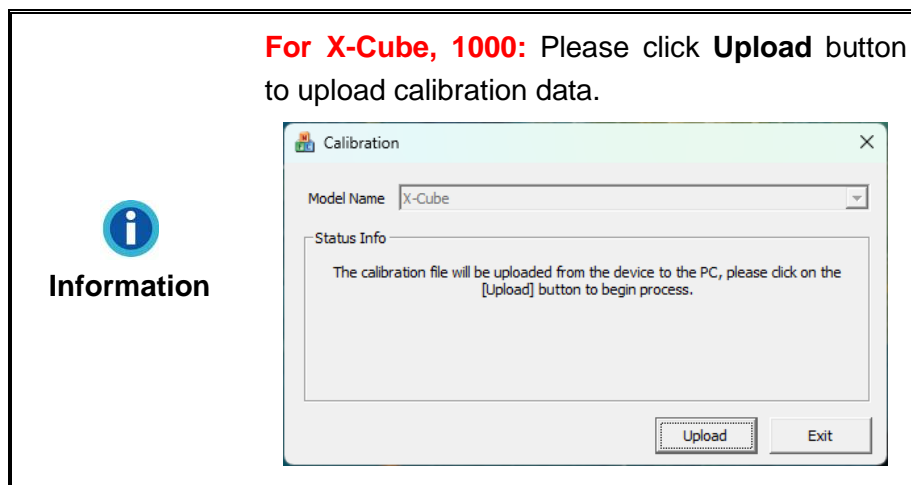 For X-Cube, 1000: Please click Upload button
to upload calibration data.
Calibration
Model Name X-Cube
Status Info
The calibration file will be uploaded from the device to the PC, please click on the
[Upload] button to begin process.
Upload Exit
Information